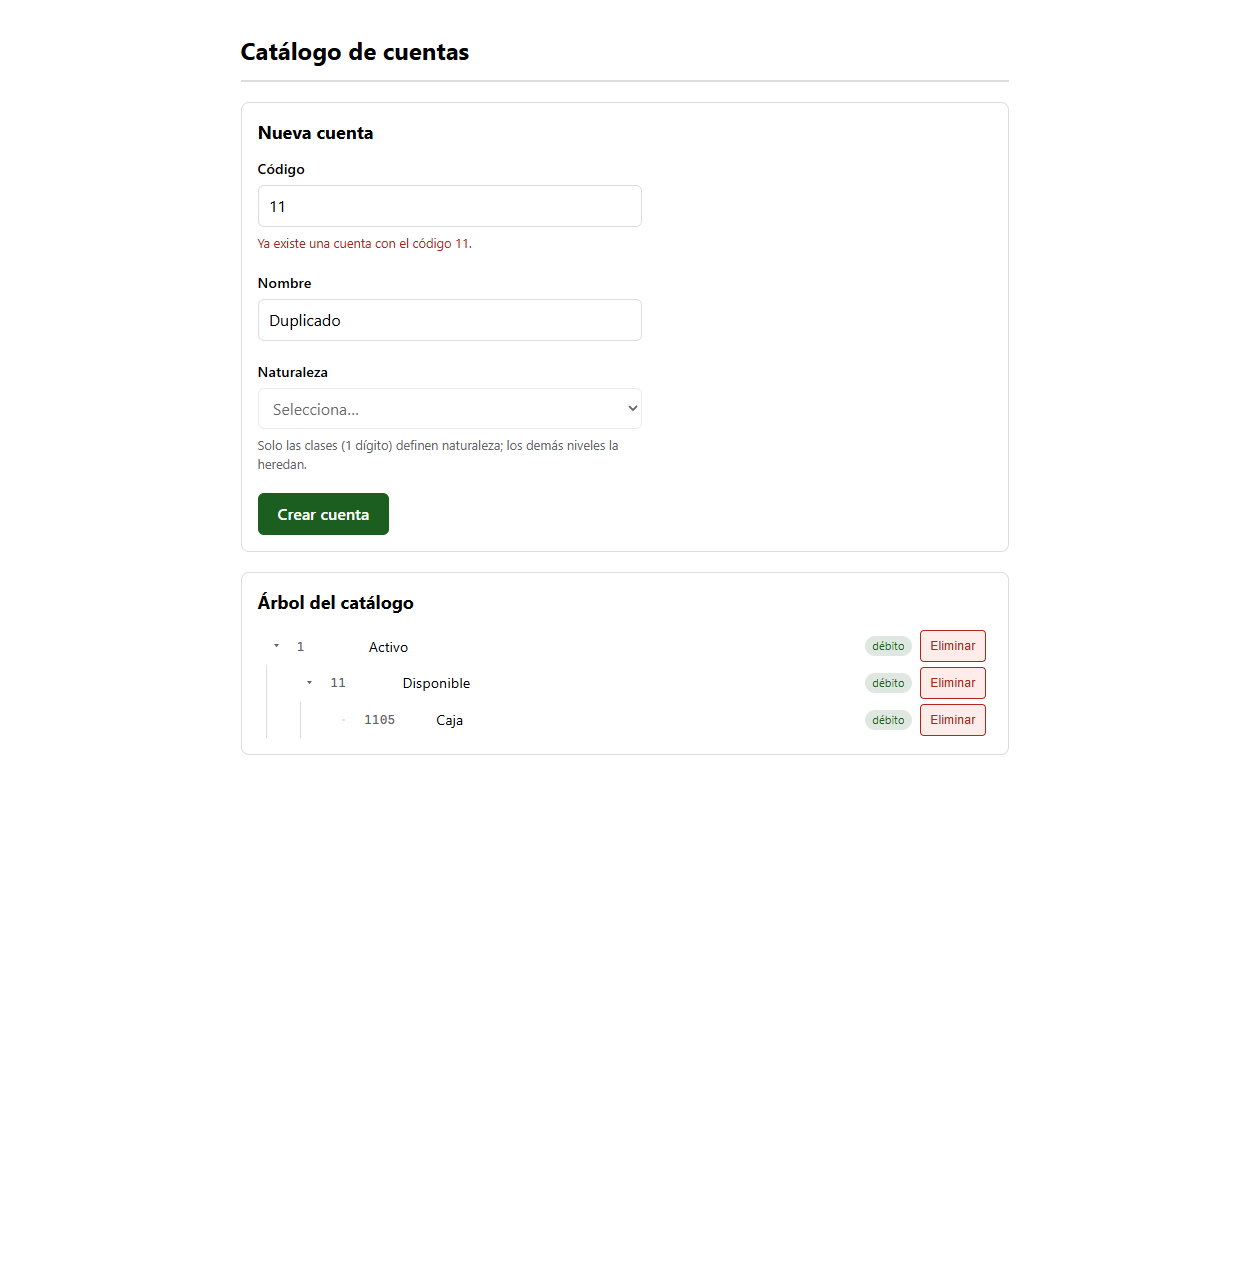 Catálogo de cuentas
Nueva cuenta
Código
11
Ya existe una cuenta con el código 11.
Nombre
Duplicado
Naturaleza
Selecciona...
Solo las clases (1 dígito) definen naturaleza; los demás niveles la
heredan.
Crear cuenta
Árbol del catálogo
1 Activo débito Eliminar
11 Disponible débito Eliminar
1105 Caja débito Eliminar